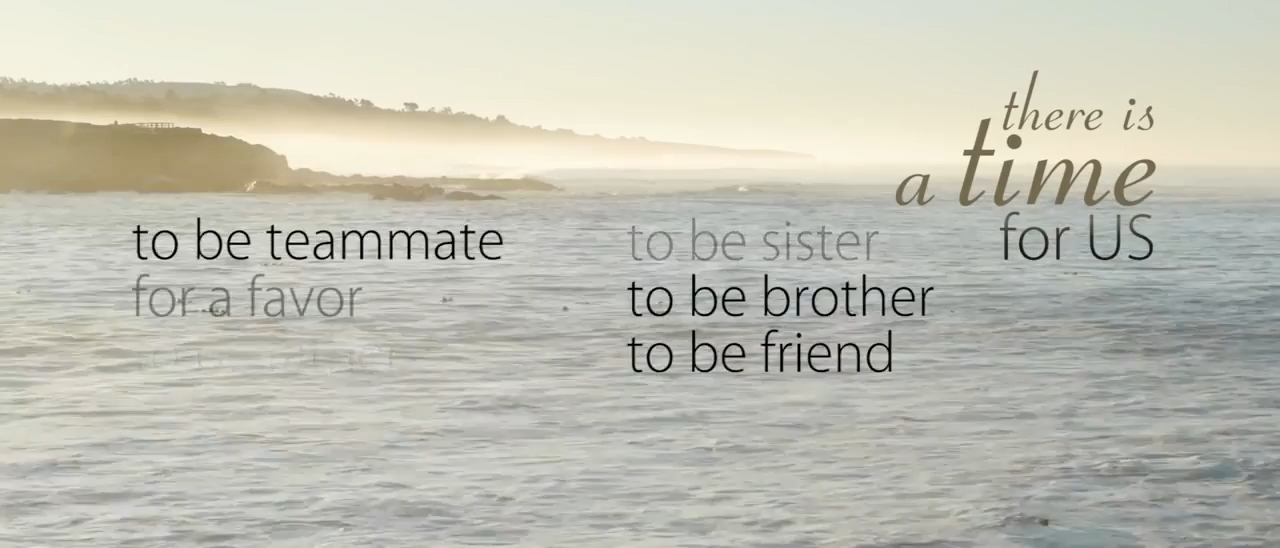 there is
a time
for US
to be teammate
for a favor
to be sister
to be brother
to be friend